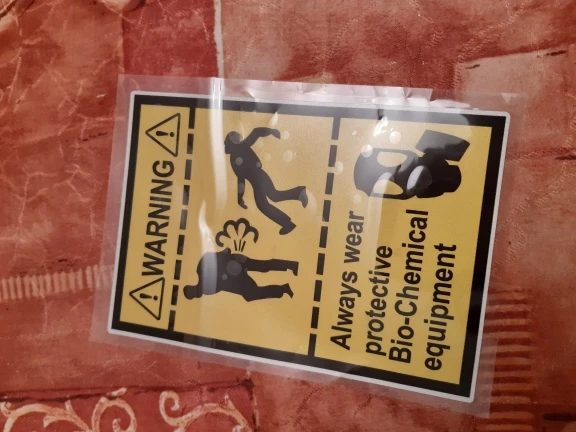 WARNING
Always wear
protective
Bio-Chemical
equipment